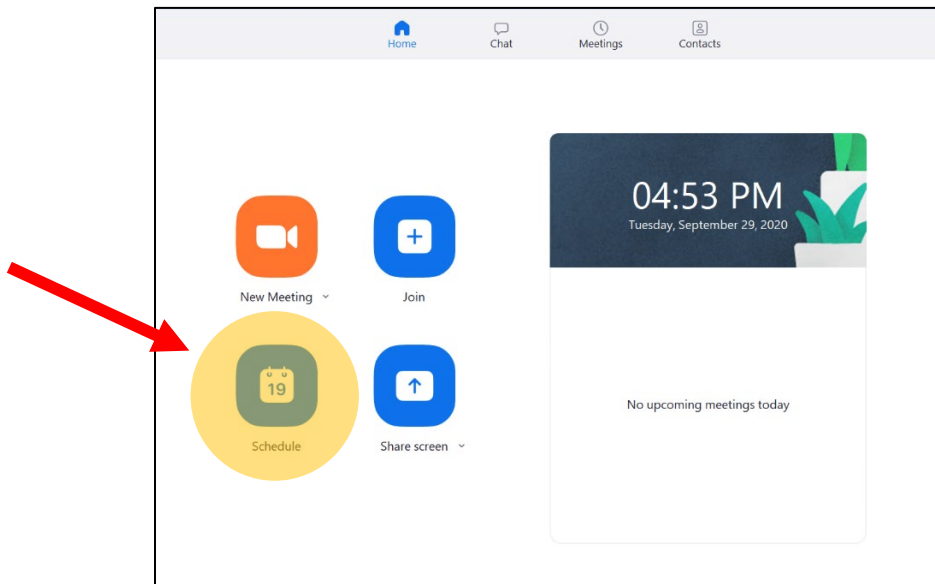 Home
Chat
Meetings
Contacts
04:53 PM
Tuesday, September 29, 2020
New Meeting
Join
19
Schedule
Share screen
No upcoming meetings today